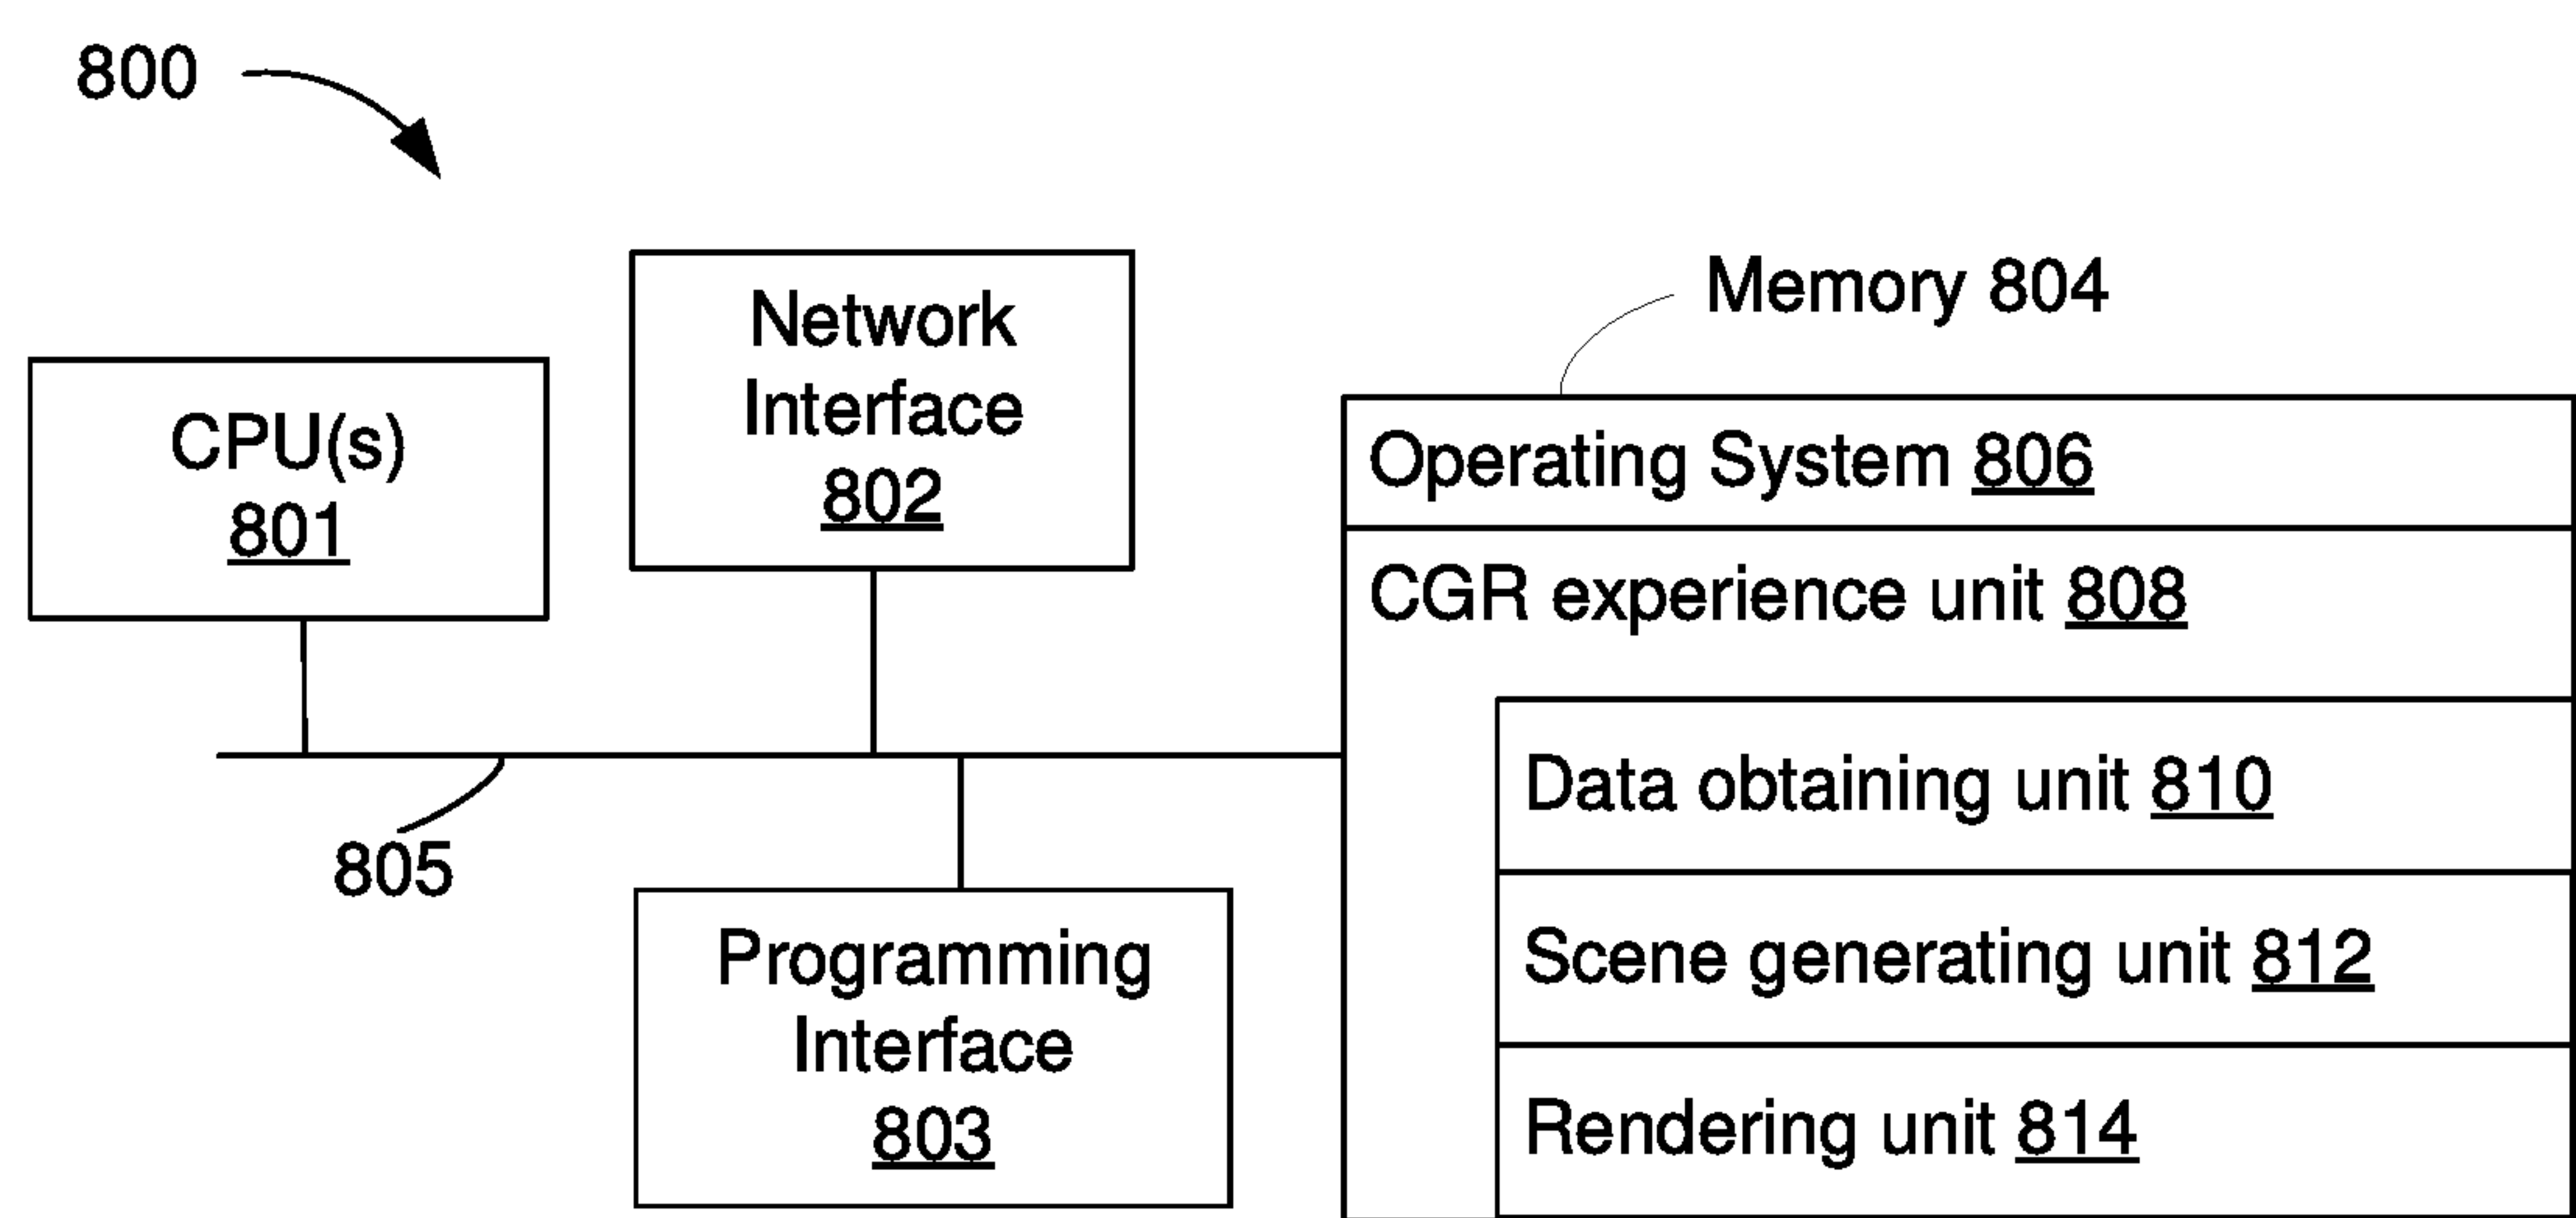 800
Memory 804
Network
Interface
802
CPU(s)
801
Operating System 806
CGR experience unit 808
Data obtaining unit 810
805
Scene generating unit 812
Programming
Interface
803
Rendering unit 814